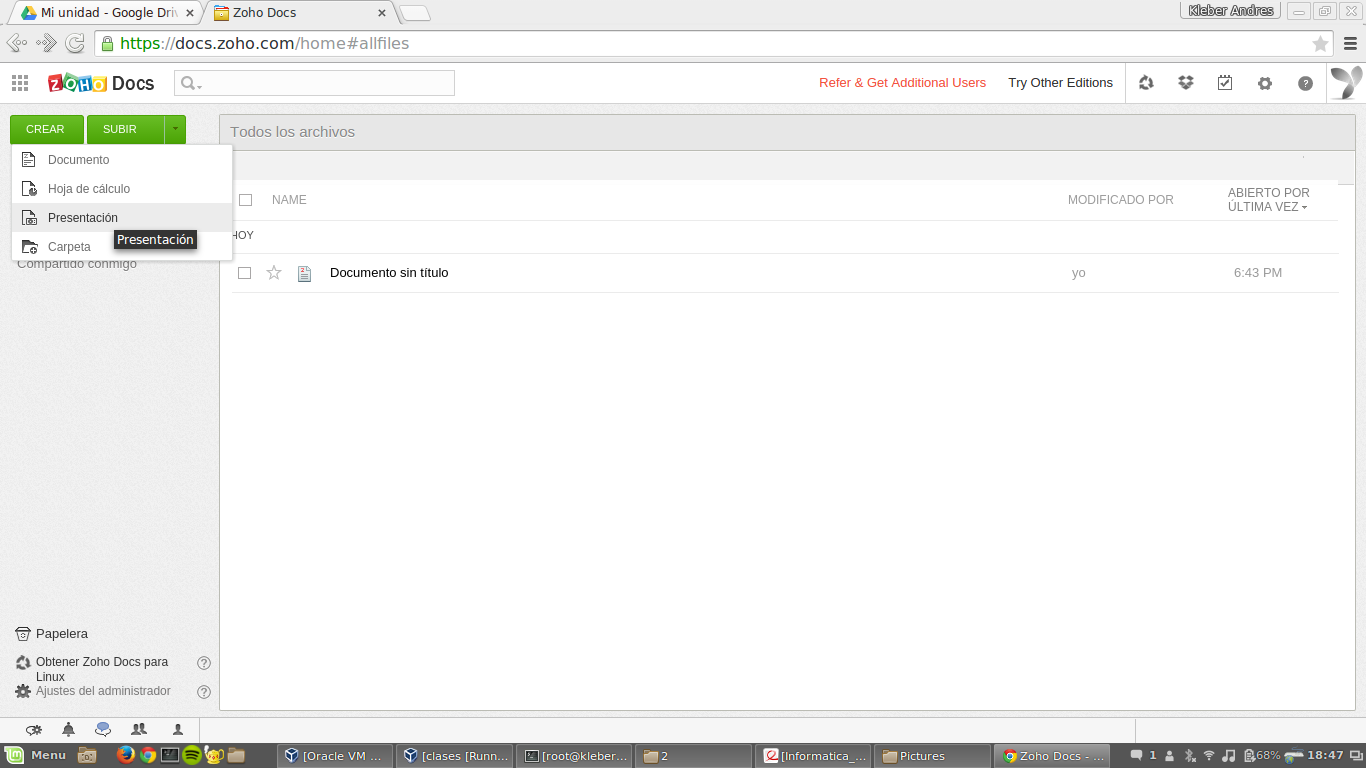 Mi unidad - Google Driv
Zoho Docs
Kleber Andres
https://docs.zoho.com/home#allfiles
ZOHO Docs
Refer & Get Additional Users
Try Other Editions
CREAR
SUBIR
Todos los archivos
Documento
Hoja de cálculo
Presentación
Presentación
Carpeta
Compartido conmigo
NAME
MODIFICADO POR
ABIERTO POR
ÚLTIMA VEZ
HOY
Documento sin título
yo
6:43 PM
Papelera
Obtener Zoho Docs para
Linux
Ajustes del administrador
Menu
[Oracle VM ...
[clases [Runn...
[root@kleber...
2
[Informatica_...
Pictures
Zoho Docs - ...
1
68%
18:47